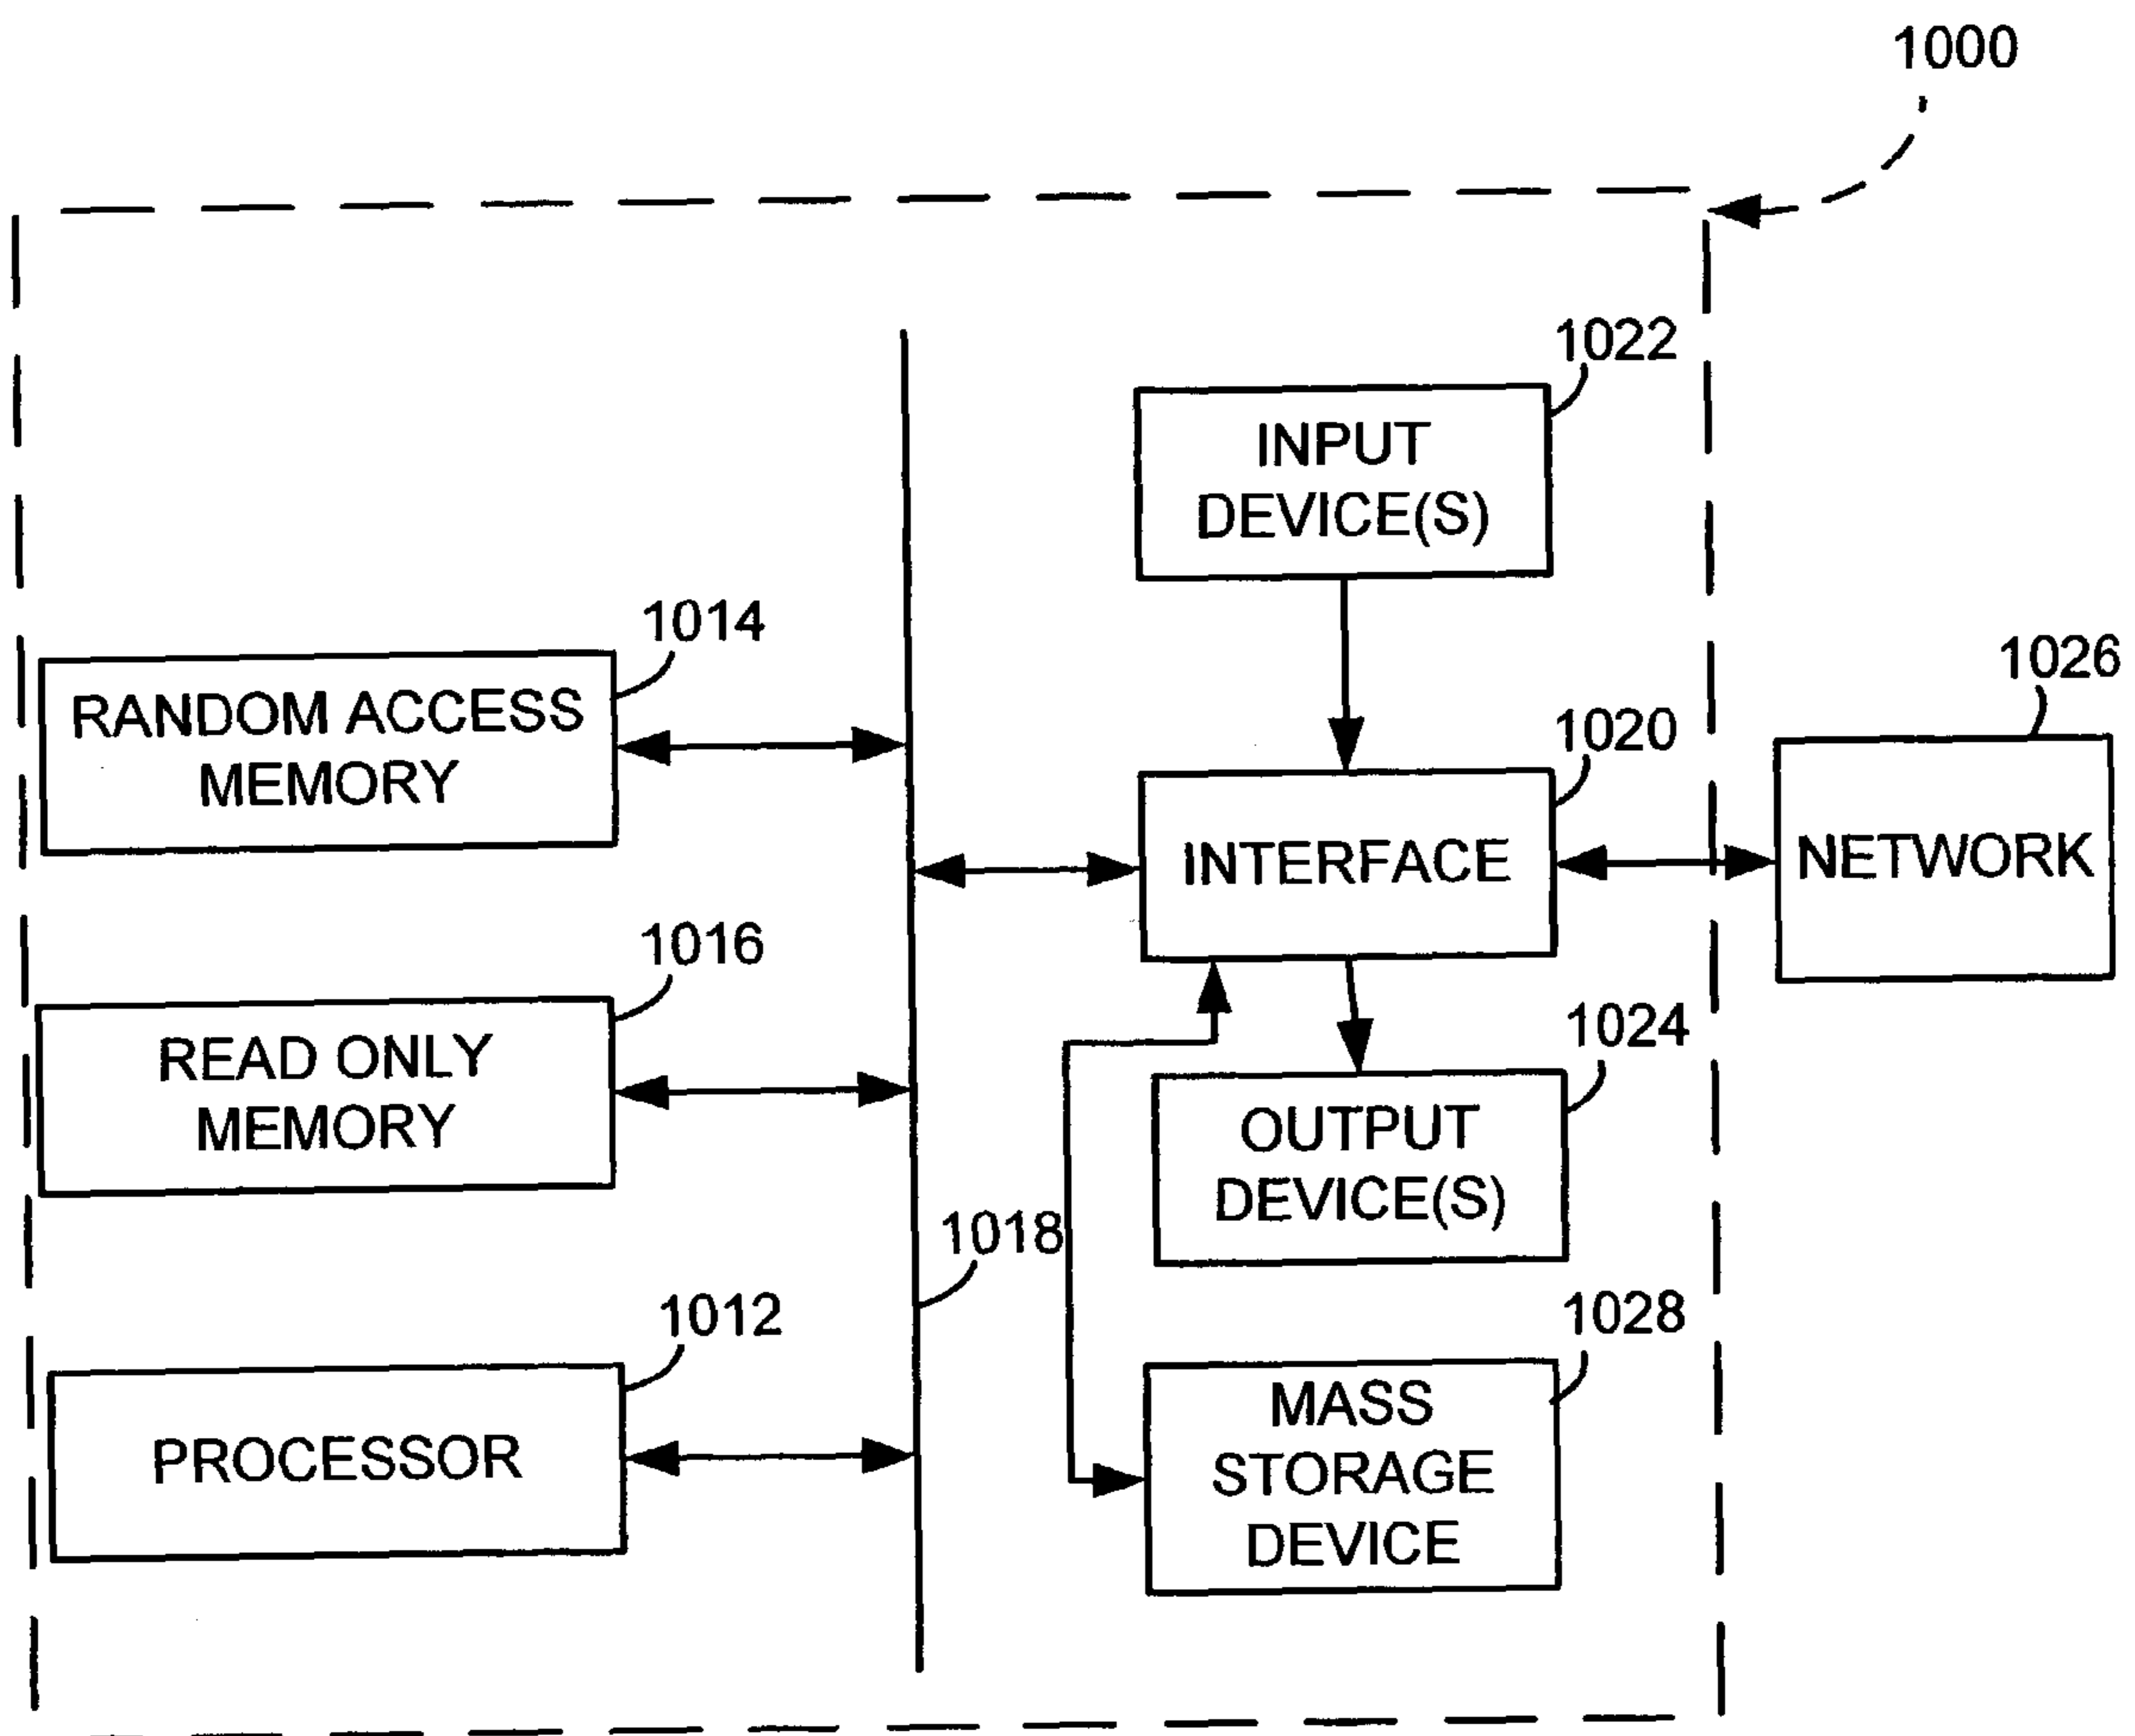 1000
1022
INPUT
DEVICE(S)
1014
RANDOM ACCESS
MEMORY
1020
INTERFACE
1026
NETWORK
1016
READ ONLY
MEMORY
1024
OUTPUT
DEVICE(S)
1018
1012
PROCESSOR
1028
MASS
STORAGE
DEVICE